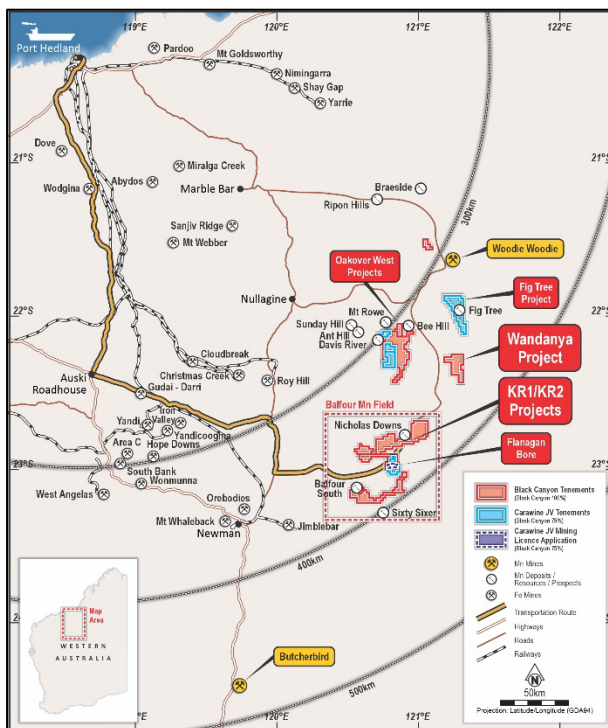 119°E
120°E
121°E
122°E
Port Hedland
Pardoo
Mt Goldsworthy
Nimingarra
Shay Gap
Yarrie
Dove
21°S
21°S
Miralga Creek
Abydos
Wodgina
Marble Bar
Braeside
Ripon Hills
300km
Sanjiv Ridge
Mt Webber
Woodie Woodie
Oakover West
Projects
Fig Tree
Project
Nullagine
22°S
22°S
Mt Rowe
Sunday Hill
Ant Hill
Davis River
Bee Hill
Fig Tree
Wandanya
Project
Cloudbreak
Christmas Creek
Roy Hill
Auski
Roadhouse
Gudai - Darri
KR1/KR2
Projects
Balfour Mn Field
Iron
Valley
Yandi
Yandicoogina
Area C
Hope Downs
Nicholas Downs
Flanagan
Bore
23°S
23°S
South Bank
West Angelas
Wonmunna
Balfour
South
Orebodies
Mt Whaleback
Newman
Jimblebar
Sixty Sixer
400km
Black Canyon Tenements
(Black Canyon 100%)
Carawine JV Tenements
(Black Canyon 75%)
Carawine JV Mining
Licence Application
(Black Canyon 75%)
Mn Mines
Mn Deposits /
Resources / Prospects
Fe Mines
Transportation Route
Highways
Roads
Railways
N
50km
Projection: Latitude/Longitude (GDA94)
Map
Area
WESTERN
AUSTRALIA
24°S
Butcherbird
500km
119°E
120°E
121°E